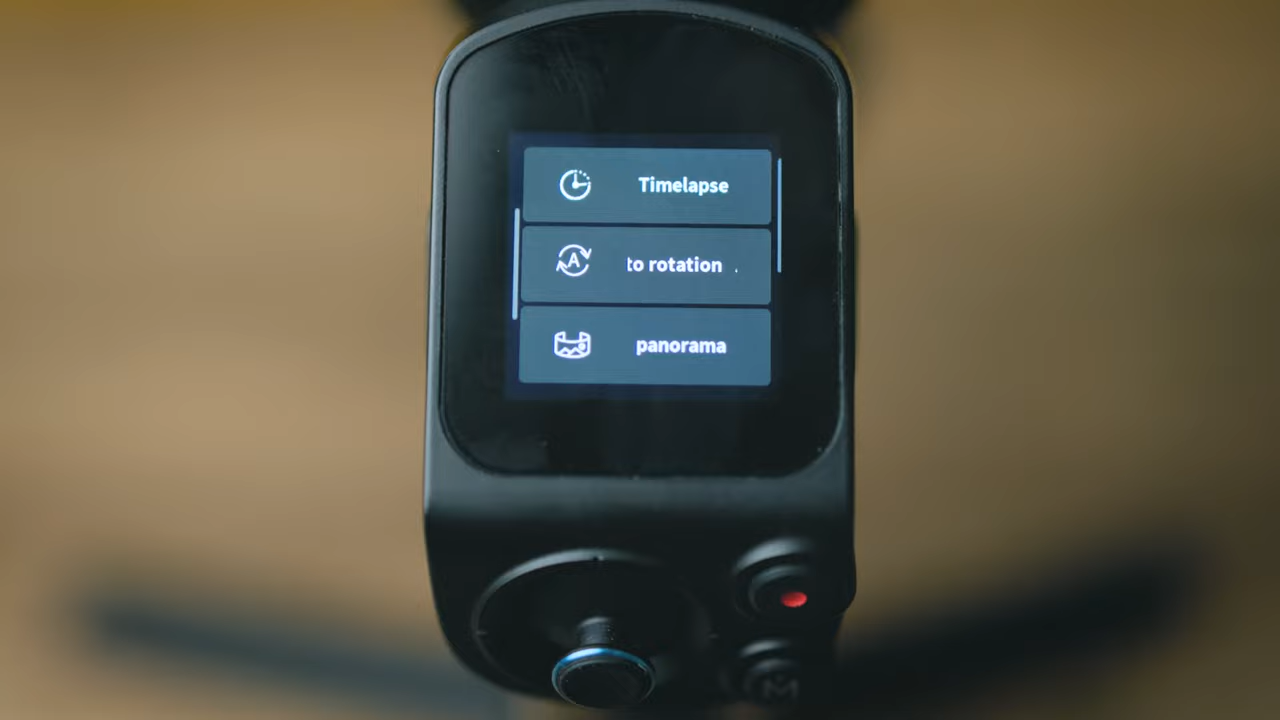 Timelapse
A
to rotation .
panorama
M